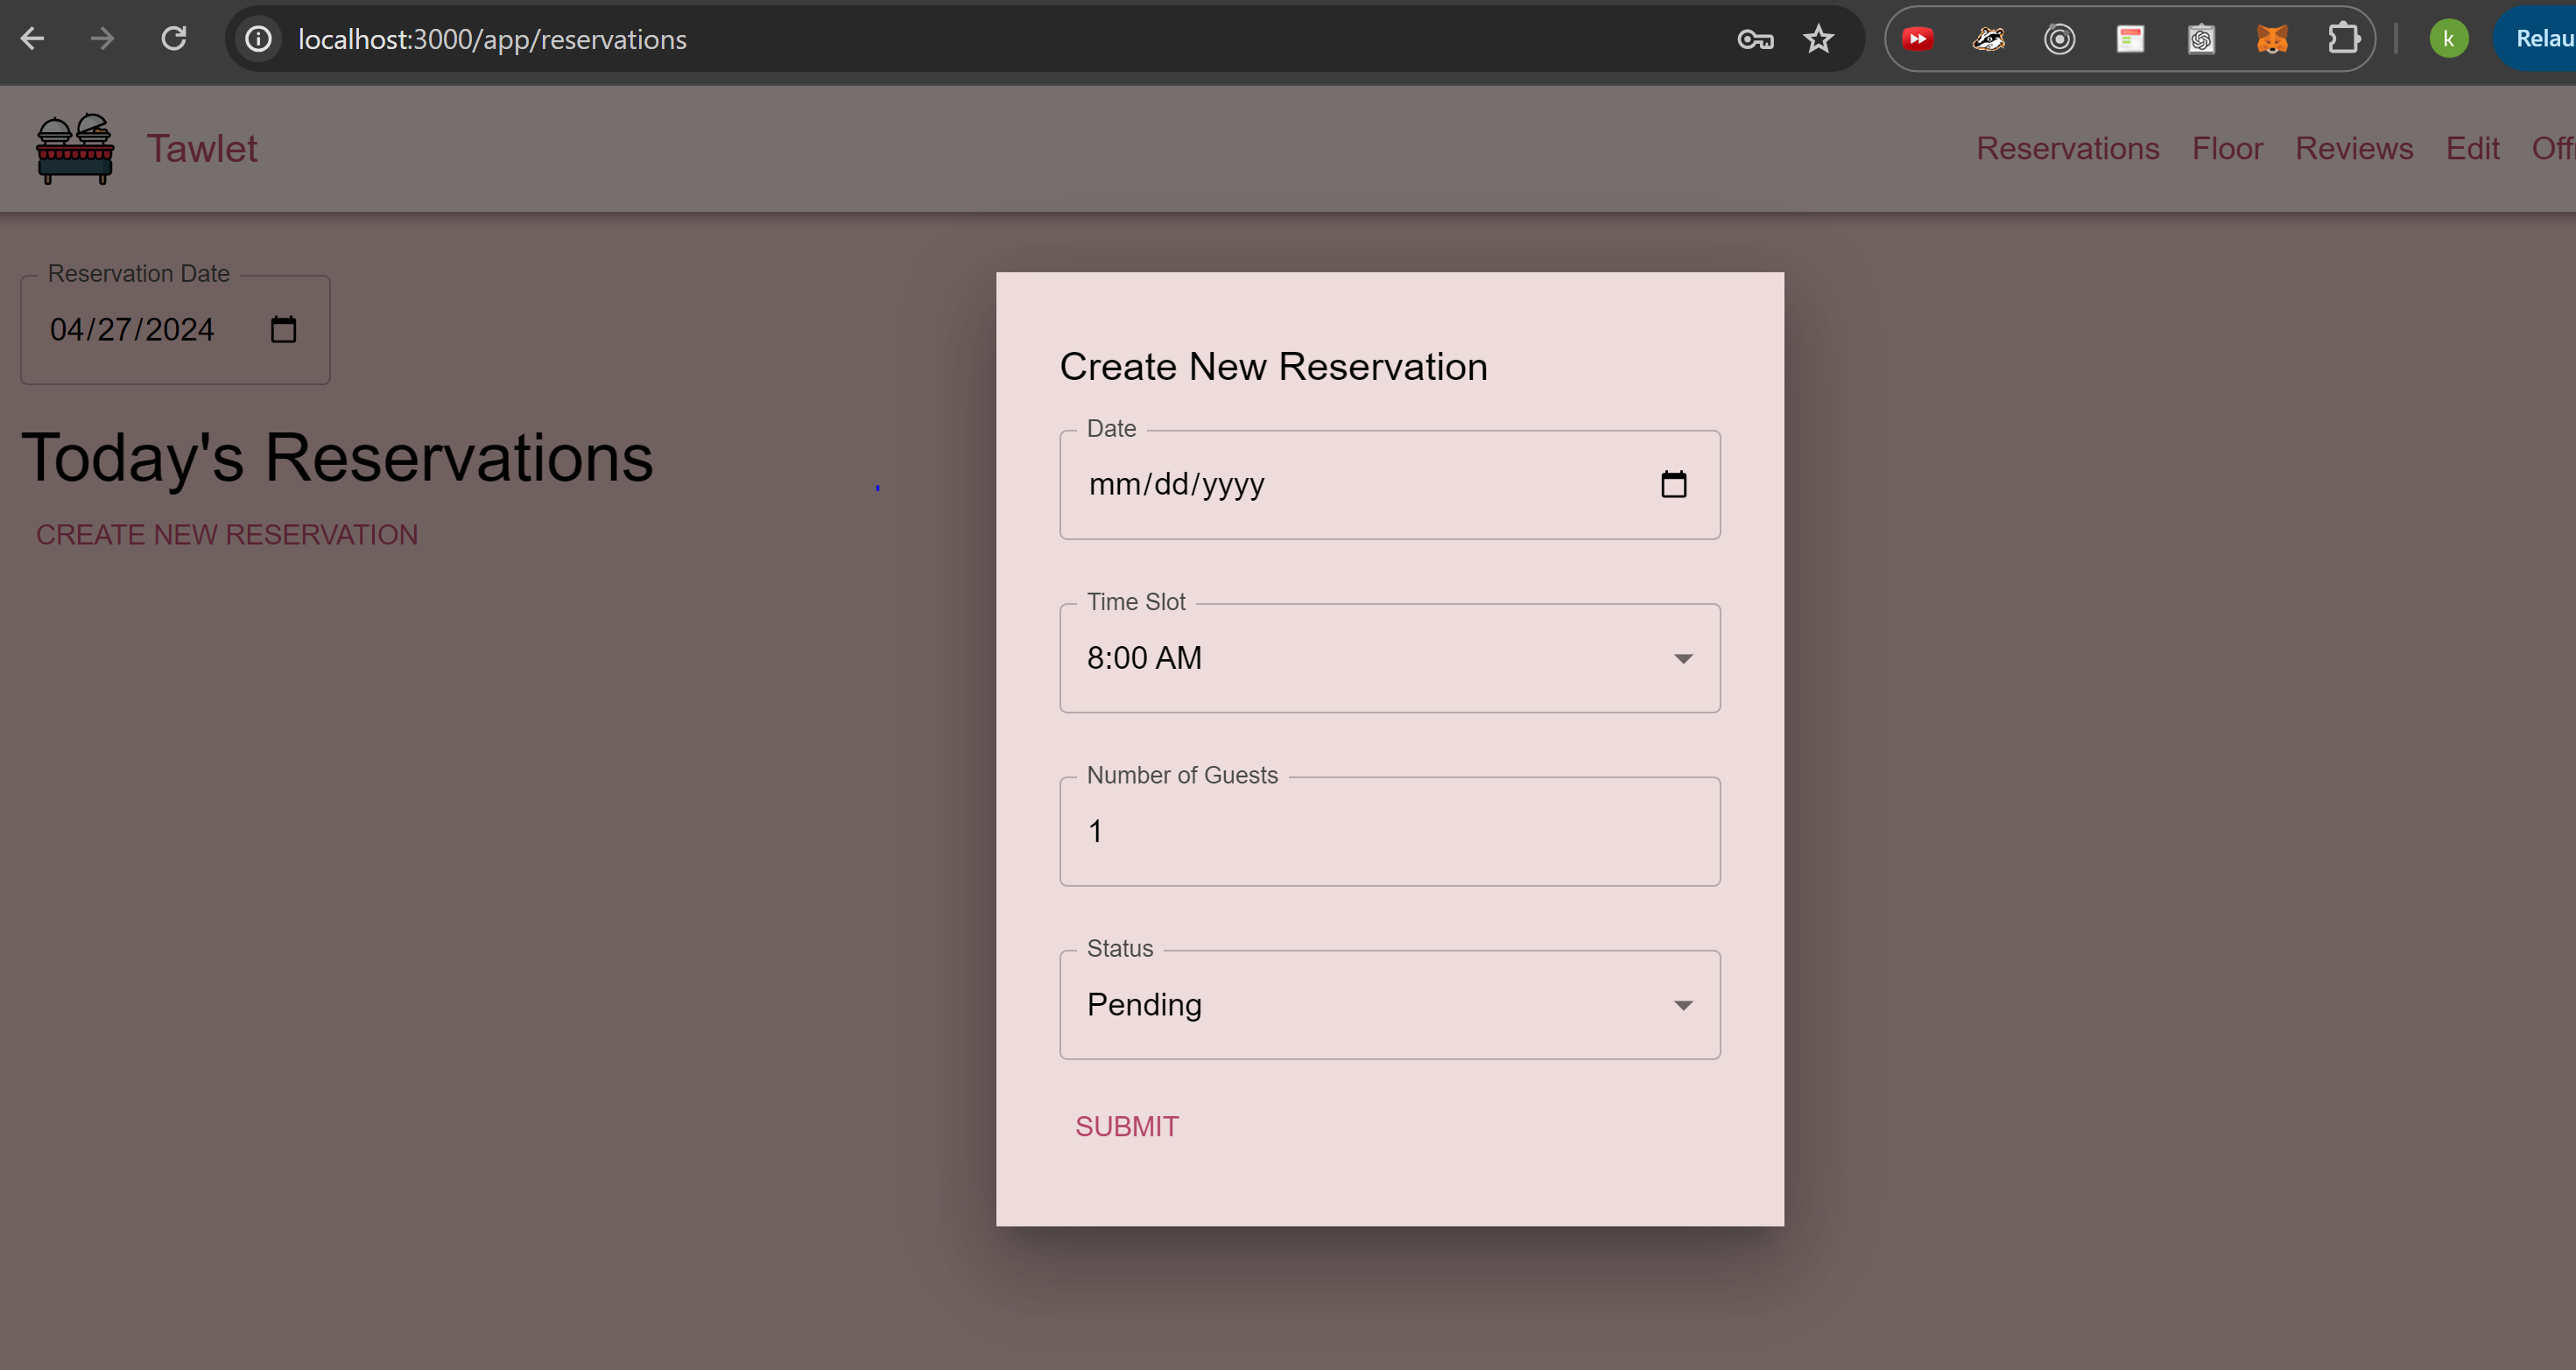 localhost:3000/app/reservations
k
Relau
Tawlet
Reservations Floor Reviews Edit Off
Reservation Date
04/27/2024
Today's Reservations
CREATE NEW RESERVATION
Create New Reservation
Date
mm/dd/yyyy
Time Slot
8:00 AM
Number of Guests
1
Status
Pending
SUBMIT